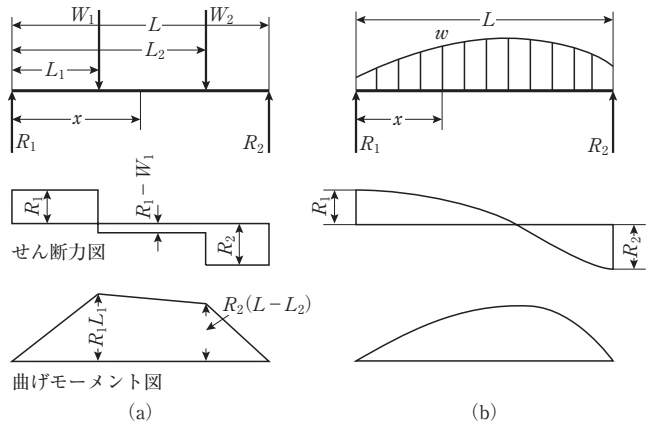 W₁
L
W₂
L₂
L₁
x
R₁
R₂
R₁
R₁−W₁
R₂
せん断力図
R₁L₁
R₂(L−L₂)
曲げモーメント図
(a)
L
w
x
R₁
R₂
R₁
R₂
(b)